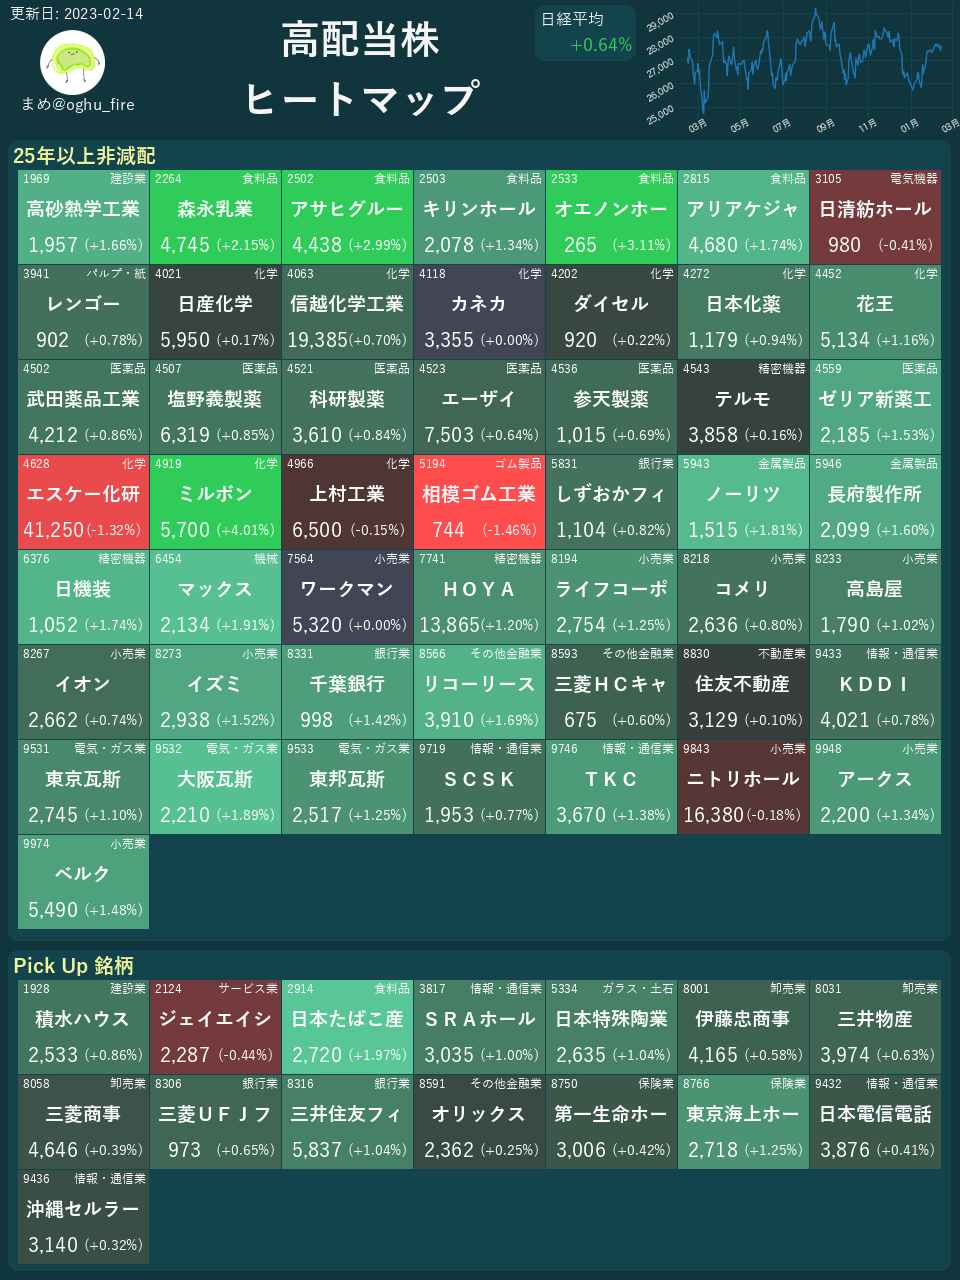 更新日: 2023-02-14
まめ@oghu_fire
高配当株
ヒートマップ
日経平均
+0.64%
29,000
28,000
27,000
26,000
25,000
03月 05月 07月 09月 11月 01月 03月
25年以上非減配
1969 建設業 2264 食料品 2502 食料品 2503 食料品 2533 食料品 2815 食料品 3105 電気機器
高砂熱学工業 森永乳業 アサヒグルー キリンホール オエノンホー アリアケジャ 日清紡ホール
1,957 (+1.66%) 4,745 (+2.15%) 4,438 (+2.99%) 2,078 (+1.34%) 265 (+3.11%) 4,680 (+1.74%) 980 (-0.41%)
3941 パルプ・紙 4021 化学 4063 化学 4118 化学 4202 化学 4272 化学 4452 化学
レンゴー 日産化学 信越化学工業 カネカ ダイセル 日本化薬 花王
902 (+0.78%) 5,950 (+0.17%) 19,385(+0.70%) 3,355 (+0.00%) 920 (+0.22%) 1,179 (+0.94%) 5,134 (+1.16%)
4502 医薬品 4507 医薬品 4521 医薬品 4523 医薬品 4536 医薬品 4543 精密機器 4559 医薬品
武田薬品工業 塩野義製薬 科研製薬 エーザイ 参天製薬 テルモ ゼリア新薬工
4,212 (+0.86%) 6,319 (+0.85%) 3,610 (+0.84%) 7,503 (+0.64%) 1,015 (+0.69%) 3,858 (+0.16%) 2,185 (+1.53%)
4628 化学 4919 化学 4966 化学 5194 ゴム製品 5831 銀行業 5943 金属製品 5946 金属製品
エスケー化研 ミルボン 上村工業 相模ゴム工業 しずおかフィ ノーリツ 長府製作所
41,250(-1.32%) 5,700 (+4.01%) 6,500 (-0.15%) 744 (-1.46%) 1,104 (+0.82%) 1,515 (+1.81%) 2,099 (+1.60%)
6376 精密機器 6454 機械 7564 小売業 7741 精密機器 8194 小売業 8218 小売業 8233 小売業
日機装 マックス ワークマン ＨＯＹＡ ライフコーポ コメリ 高島屋
1,052 (+1.74%) 2,134 (+1.91%) 5,320 (+0.00%) 13,865(+1.20%) 2,754 (+1.25%) 2,636 (+0.80%) 1,790 (+1.02%)
8267 小売業 8273 小売業 8331 銀行業 8566 その他金融業 8593 その他金融業 8830 不動産業 9433 情報・通信業
イオン イズミ 千葉銀行 リコーリース 三菱ＨＣキャ 住友不動産 ＫＤＤＩ
2,662 (+0.74%) 2,938 (+1.52%) 998 (+1.42%) 3,910 (+1.69%) 675 (+0.60%) 3,129 (+0.10%) 4,021 (+0.78%)
9531 電気・ガス業 9532 電気・ガス業 9533 電気・ガス業 9719 情報・通信業 9746 情報・通信業 9843 小売業 9948 小売業
東京瓦斯 大阪瓦斯 東邦瓦斯 ＳＣＳＫ ＴＫＣ ニトリホール アークス
2,745 (+1.10%) 2,210 (+1.89%) 2,517 (+1.25%) 1,953 (+0.77%) 3,670 (+1.38%) 16,380(-0.18%) 2,200 (+1.34%)
9974 小売業
ベルク
5,490 (+1.48%)
Pick Up 銘柄
1928 建設業 2124 サービス業 2914 食料品 3817 情報・通信業 5334 ガラス・土石 8001 卸売業 8031 卸売業
積水ハウス ジェイエイシ 日本たばこ産 ＳＲＡホール 日本特殊陶業 伊藤忠商事 三井物産
2,533 (+0.86%) 2,287 (-0.44%) 2,720 (+1.97%) 3,035 (+1.00%) 2,635 (+1.04%) 4,165 (+0.58%) 3,974 (+0.63%)
8058 卸売業 8306 銀行業 8316 銀行業 8591 その他金融業 8750 保険業 8766 保険業 9432 情報・通信業
三菱商事 三菱ＵＦＪフ 三井住友フィ オリックス 第一生命ホー 東京海上ホー 日本電信電話
4,646 (+0.39%) 973 (+0.65%) 5,837 (+1.04%) 2,362 (+0.25%) 3,006 (+0.42%) 2,718 (+1.25%) 3,876 (+0.41%)
9436 情報・通信業
沖縄セルラー
3,140 (+0.32%)